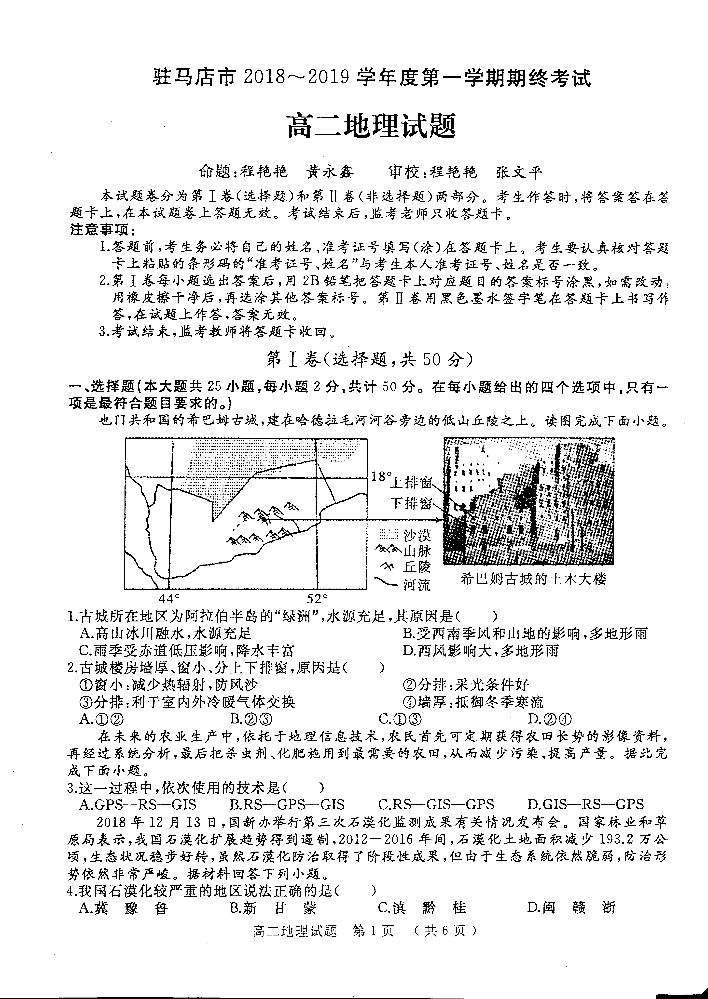 驻马店市 2018～2019 学年度第一学期期终考试
高二地理试题
命题:程艳艳 黄永鑫 审校:程艳艳 张文平
本试题卷分为第Ⅰ卷(选择题)和第Ⅱ卷(非选择题)两部分。考生作答时,将答案答在答
题卡上,在本试题卷上答题无效。考试结束后,监考老师只收答题卡。
注意事项:
1.答题前,考生务必将自己的姓名、准考证号填写(涂)在答题卡上。考生要认真核对答题
卡上粘贴的条形码的“准考证号、姓名”与考生本人准考证号、姓名是否一致。
2.第Ⅰ卷每小题选出答案后,用 2B 铅笔把答题卡上对应题目的答案标号涂黑,如需改动,
用橡皮擦干净后,再选涂其他答案标号。第Ⅱ卷用黑色墨水签字笔在答题卡上书写作
答,在试题上作答,答案无效。
3.考试结束,监考教师将答题卡收回。
第Ⅰ卷(选择题,共 50 分)
一、选择题(本大题共 25 小题,每小题 2 分,共计 50 分。在每小题给出的四个选项中,只有一
项是最符合题目要求的。)
也门共和国的希巴姆古城,建在哈德拉毛河河谷旁边的低山丘陵之上。读图完成下面小题。
18°
上排窗
下排窗
沙漠
山脉
丘陵
河流
44° 52°
希巴姆古城的土木大楼
1.古城所在地区为阿拉伯半岛的“绿洲”,水源充足,其原因是( )
A.高山冰川融水,水源充足 B.受西南季风和山地的影响,多地形雨
C.雨季受赤道低压影响,降水丰富 D.西风影响大,多地形雨
2.古城楼房墙厚、窗小、分上下排窗,原因是( )
①窗小:减少热辐射,防风沙 ②分排:采光条件好
③分排:利于室内外冷暖气体交换 ④墙厚:抵御冬季寒流
A.①② B.②③ C.①③ D.②④
在未来的农业生产中,依托于地理信息技术,农民首先可定期获得农田长势的影像资料,
再经过系统分析,最后把杀虫剂、化肥施用到最需要的农田,从而减少污染、提高产量。据此完
成下面小题。
3.这一过程中,依次使用的技术是( )
A.GPS—RS—GIS B.RS—GPS—GIS C.RS—GIS—GPS D.GIS—RS—GPS
2018 年 12 月 13 日,国新办举行第三次石漠化监测成果有关情况发布会。国家林业和草
原局表示,我国石漠化扩展趋势得到遏制,2012－2016 年间,石漠化土地面积减少 193.2 万公
顷,生态状况稳步好转,虽然石漠化防治取得了阶段性成果,但由于生态系统依然脆弱,防治形
势依然非常严峻。据材料回答下列小题。
4.我国石漠化较严重的地区说法正确的是( )
A.冀 豫 鲁 B.新 甘 蒙 C.滇 黔 桂 D.闽 赣 浙
高二地理试题 第 1 页 (共 6 页)